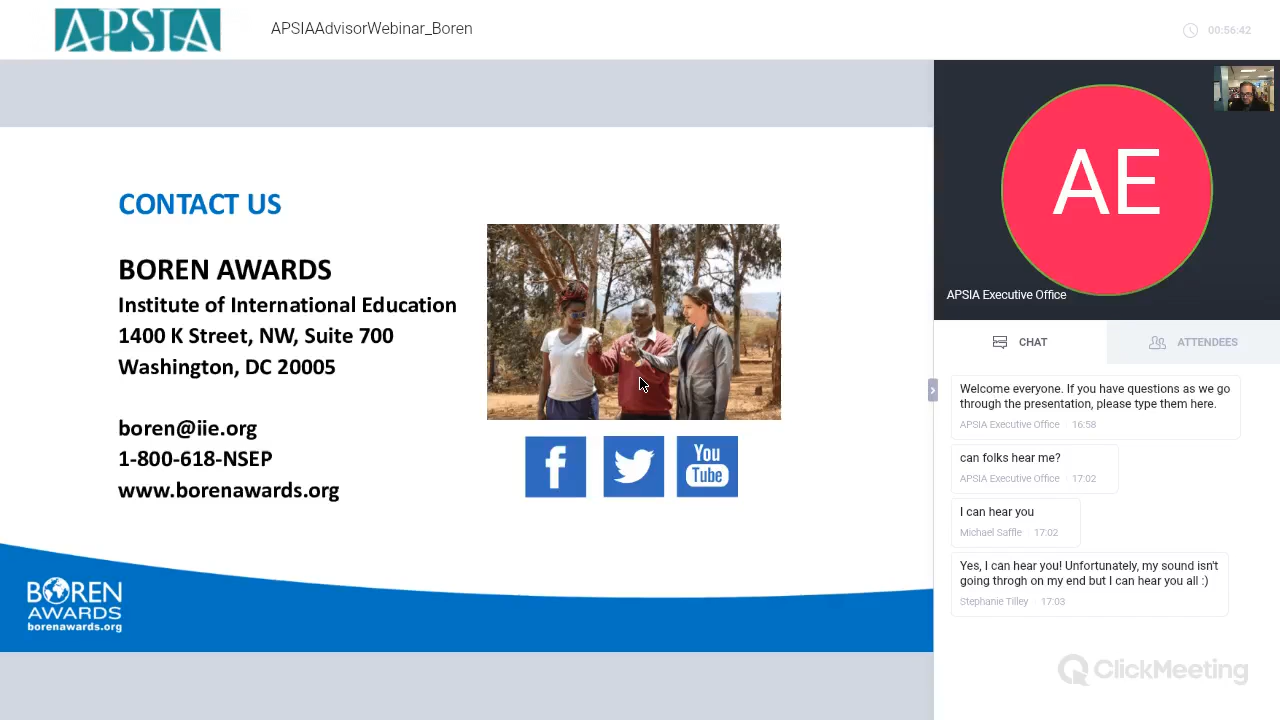 APSIA
APSIAAdvisorWebinar_Boren
00:56:42
CONTACT US
BOREN AWARDS
Institute of International Education
1400 K Street, NW, Suite 700
Washington, DC 20005
boren@iie.org
1-800-618-NSEP
www.borenawards.org
f
You
Tube
BOREN
AWARDS
borenawards.org
AE
APSIA Executive Office
CHAT
ATTENDEES
Welcome everyone. If you have questions as we go
through the presentation, please type them here.
APSIA Executive Office · 16:58
can folks hear me?
APSIA Executive Office · 17:02
I can hear you
Michael Saffle · 17:02
Yes, I can hear you! Unfortunately, my sound isn't
going throgh on my end but I can hear you all :)
Stephanie Tilley · 17:03
ClickMeeting